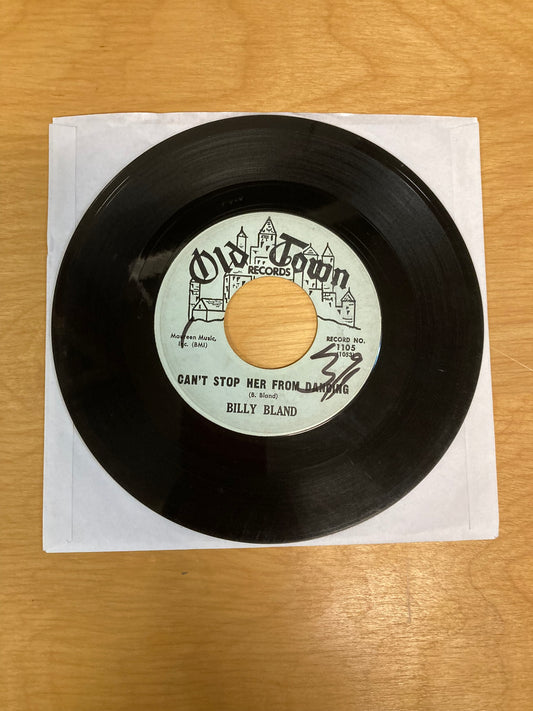 Old Town
RECORDS
Maureen Music,
Inc. (BMI)
RECORD NO.
1105
CAN'T STOP HER FROM DANCING
(B. Bland)
BILLY BLAND